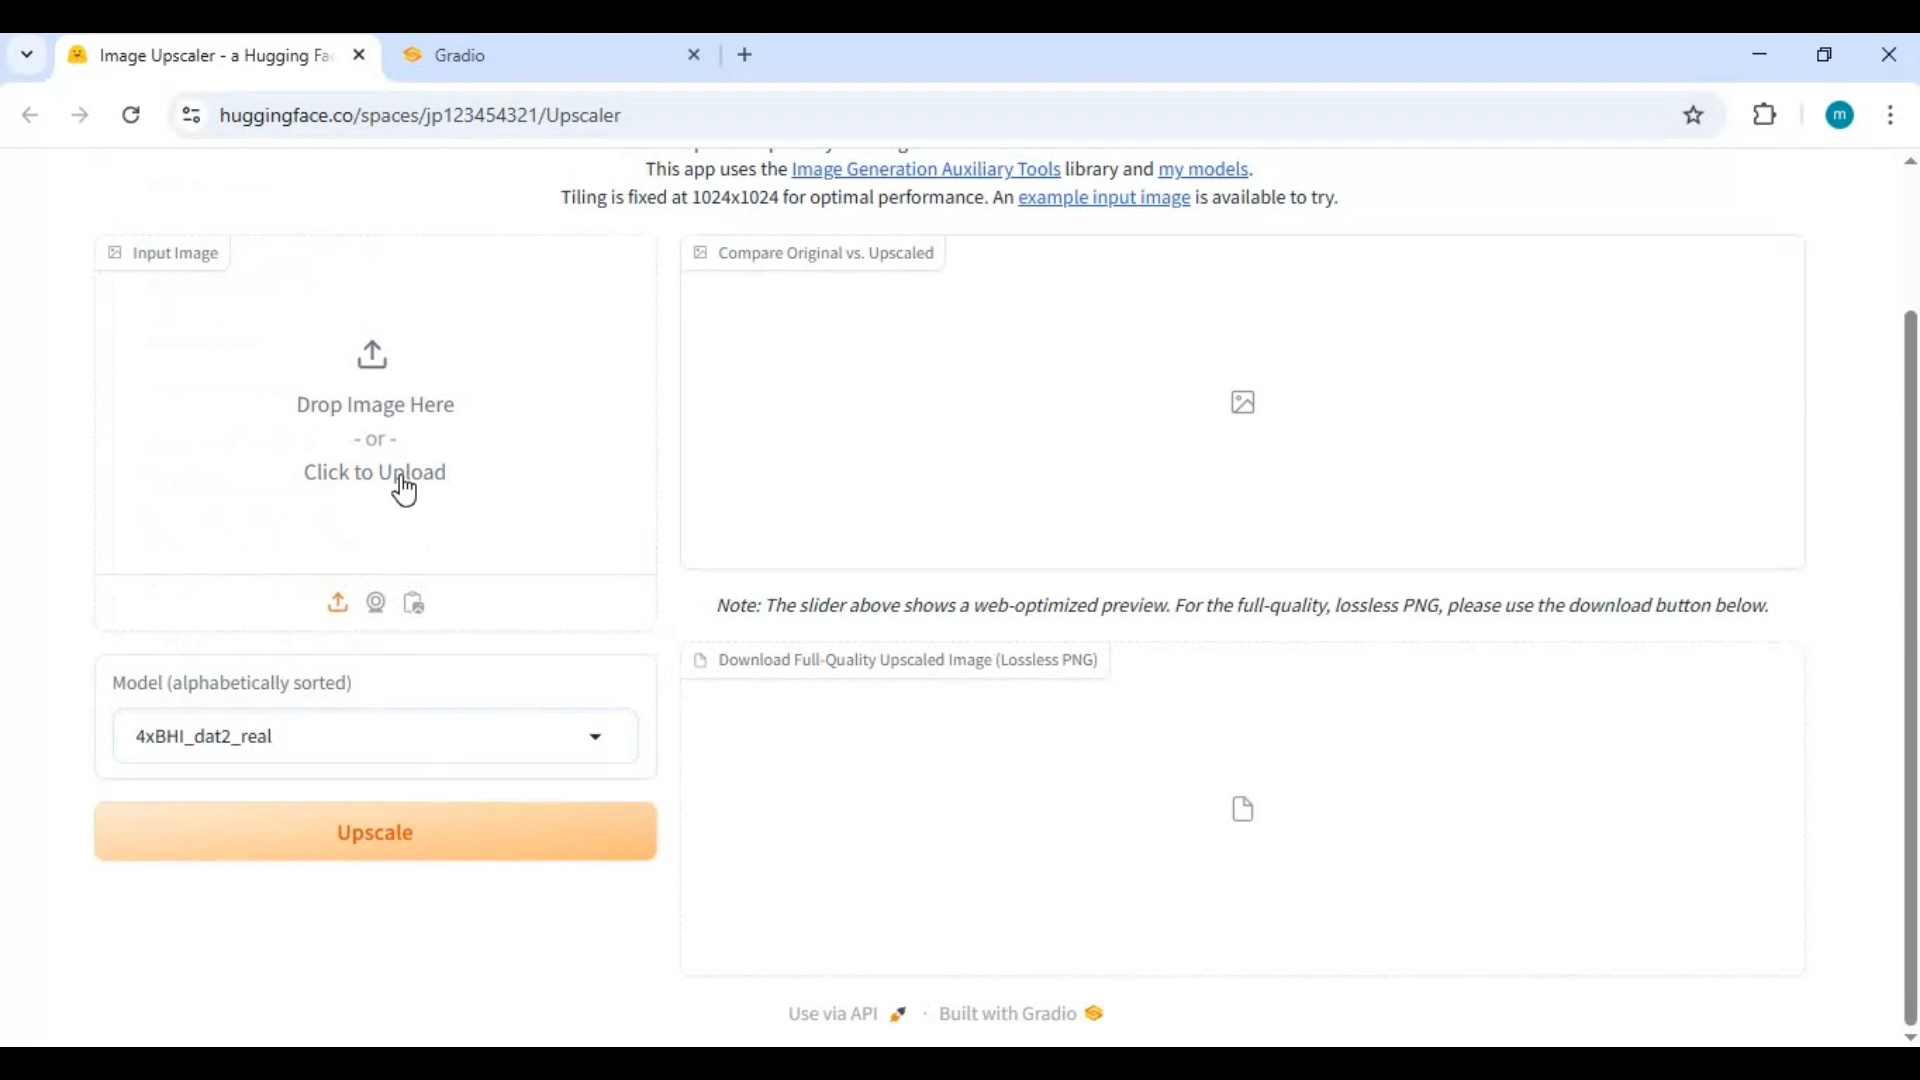 Image Upscaler - a Hugging Fac
Gradio
huggingface.co/spaces/jp123454321/Upscaler
m
This app uses the Image Generation Auxiliary Tools library and my models.
Tiling is fixed at 1024x1024 for optimal performance. An example input image is available to try.
Input Image
Compare Original vs. Upscaled
Drop Image Here
- or -
Click to Upload
Note: The slider above shows a web-optimized preview. For the full-quality, lossless PNG, please use the download button below.
Download Full-Quality Upscaled Image (Lossless PNG)
Model (alphabetically sorted)
4xBHI_dat2_real
Upscale
Use via API · Built with Gradio